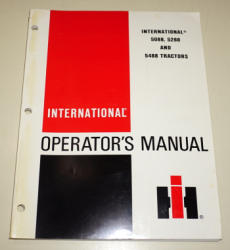 INTERNATIONAL®
5088, 5288
AND
5488 TRACTORS
INTERNATIONAL®
OPERATOR'S MANUAL
IH
®